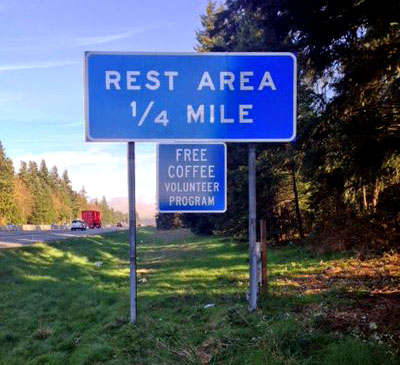 REST AREA
1/4 MILE
FREE
COFFEE
VOLUNTEER
PROGRAM